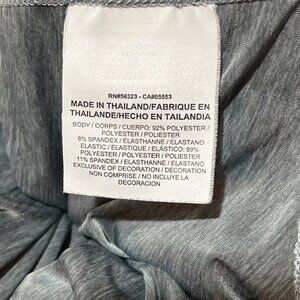 RN#56323 - CA#05553
MADE IN THAILAND/FABRIQUE EN
THAILANDE/HECHO EN TAILANDIA
BODY / CORPS / CUERPO: 92% POLYESTER /
POLYESTER / POLIESTER
8% SPANDEX / ELASTHANNE / ELASTANO
ELASTIC / ELASTIQUE / ELÁSTICO: 89%
POLYESTER / POLYESTER / POLIESTER
11% SPANDEX / ELASTHANNE / ELASTANO
EXCLUSIVE OF DECORATION / DECORATION
NON COMPRISE / NO INCLUYE LA
DECORACION